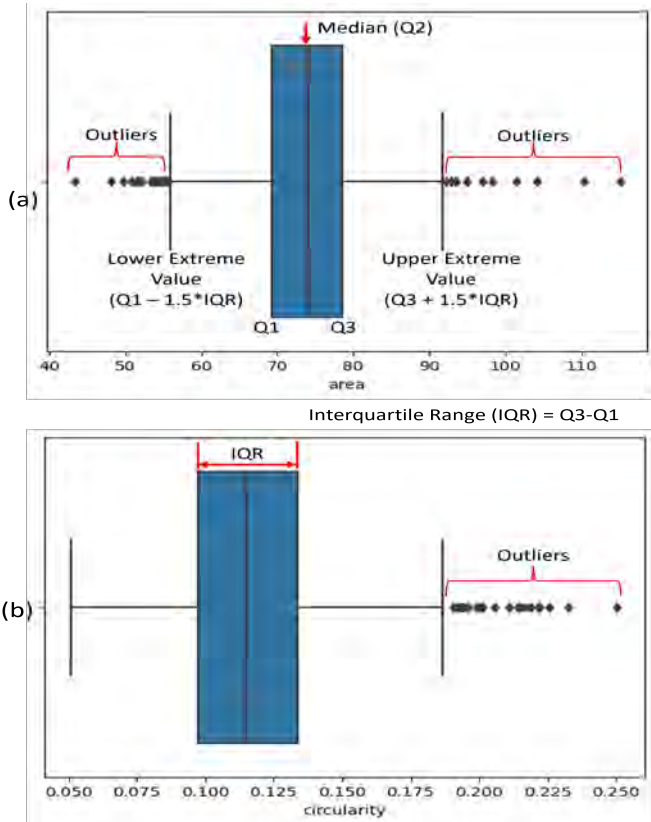 Median (Q2)
Outliers
Outliers
(a)
Lower Extreme
Value
(Q1 – 1.5*IQR)
Upper Extreme
Value
(Q3 + 1.5*IQR)
Q1
Q3
40 50 60 70 80 90 100 110
area
Interquartile Range (IQR) = Q3-Q1
IQR
Outliers
(b)
0.050 0.075 0.100 0.125 0.150 0.175 0.200 0.225 0.250
circularity